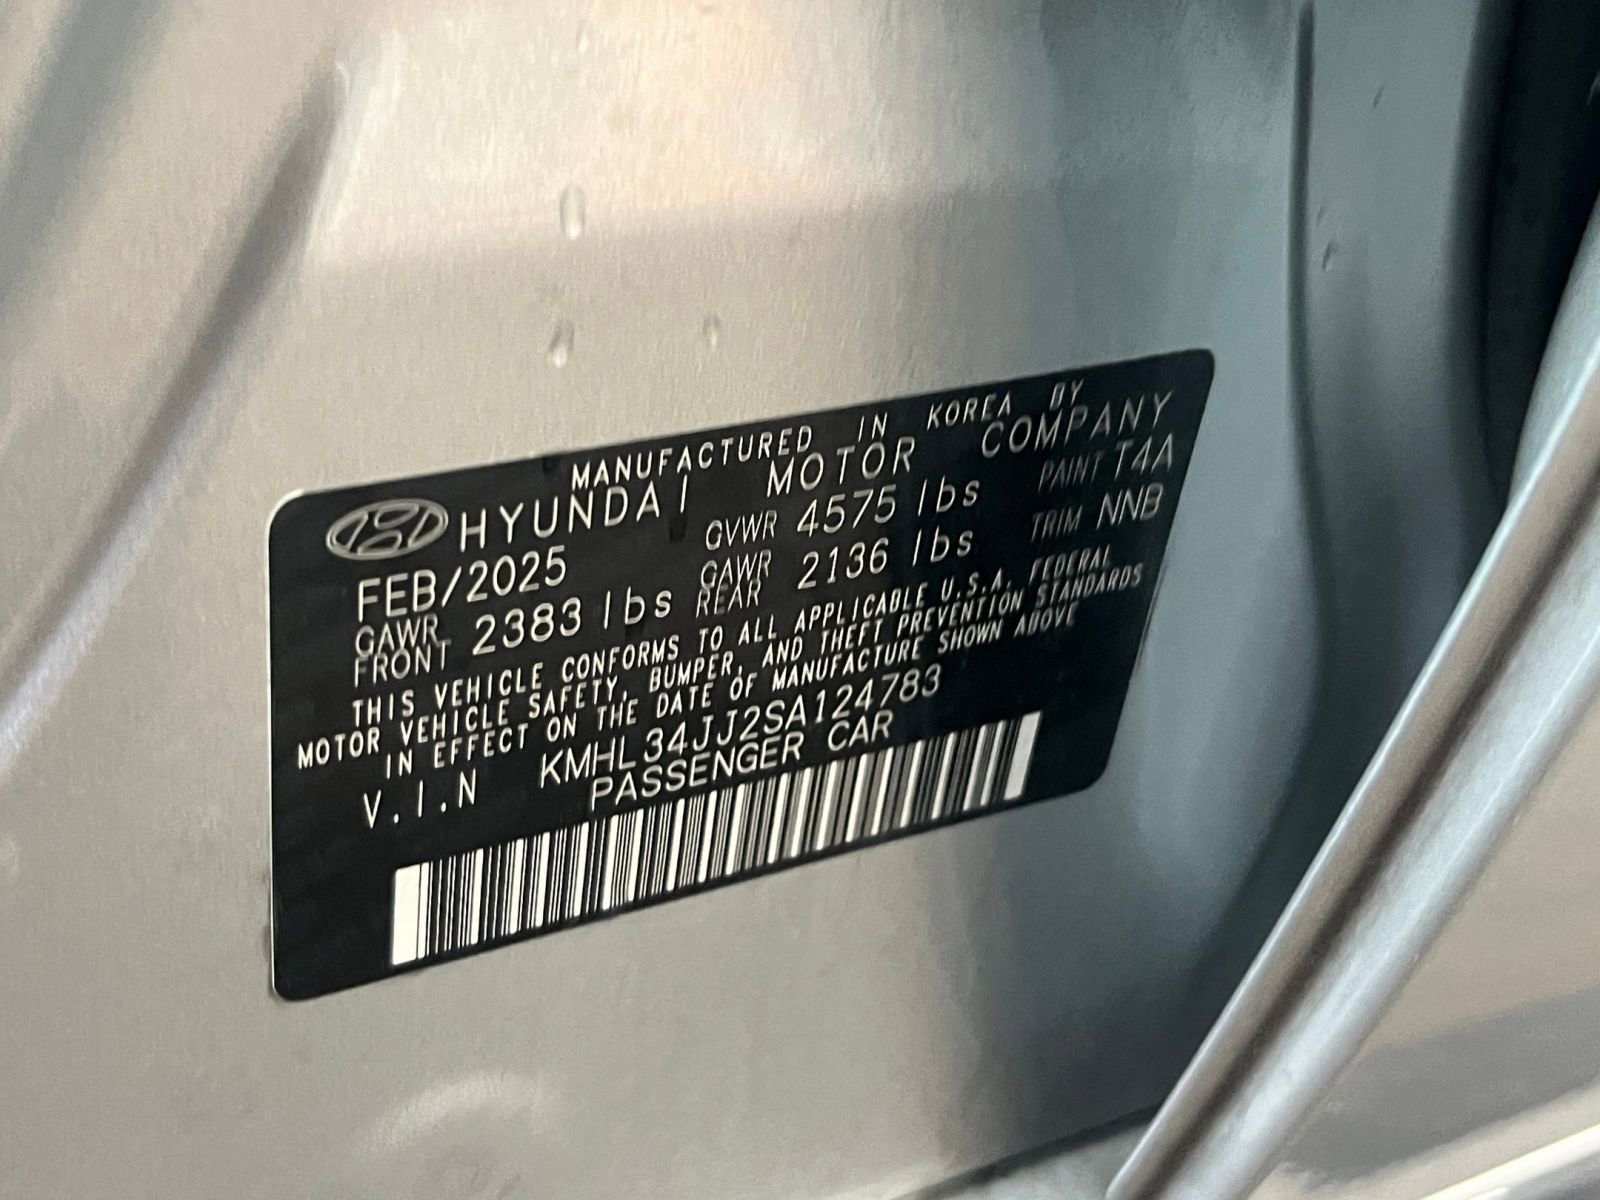 MANUFACTURED IN KOREA BY
HYUNDAI MOTOR COMPANY
FEB/2025 GVWR 4575 lbs PAINT T4A
GAWR FRONT 2383 lbs GAWR REAR 2136 lbs TRIM NNB
THIS VEHICLE CONFORMS TO ALL APPLICABLE U.S.A. FEDERAL
MOTOR VEHICLE SAFETY, BUMPER, AND THEFT PREVENTION STANDARDS
IN EFFECT ON THE DATE OF MANUFACTURE SHOWN ABOVE
V.I.N KMHL34JJ2SA124783
PASSENGER CAR